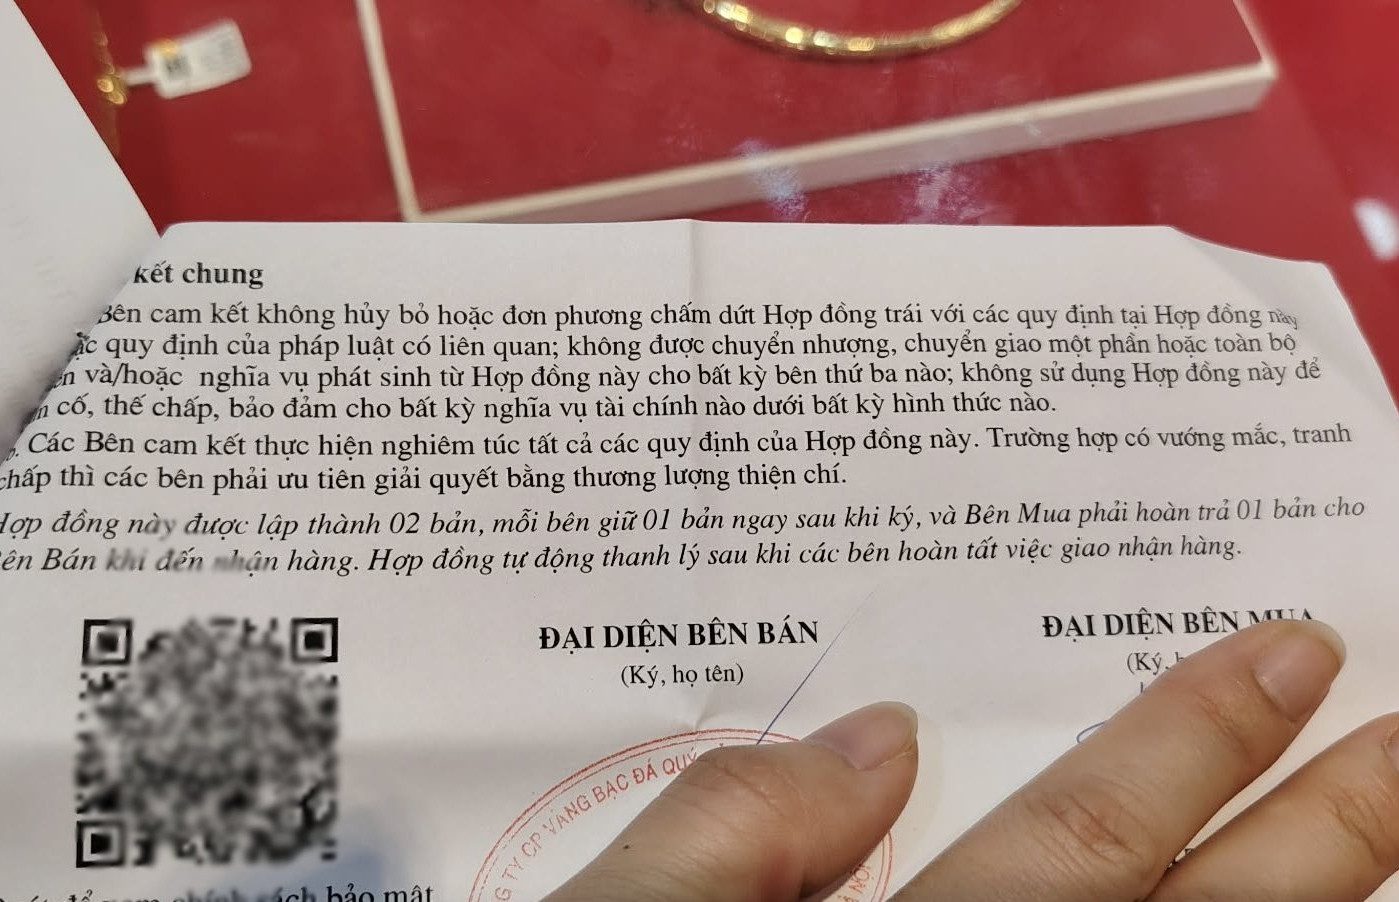 kết chung
Bên cam kết không hủy bỏ hoặc đơn phương chấm dứt Hợp đồng trái với các quy định tại Hợp đồng này
quy định của pháp luật có liên quan; không được chuyển nhượng, chuyển giao một phần hoặc toàn bộ
và/hoặc nghĩa vụ phát sinh từ Hợp đồng này cho bất kỳ bên thứ ba nào; không sử dụng Hợp đồng này để
cố, thế chấp, bảo đảm cho bất kỳ nghĩa vụ tài chính nào dưới bất kỳ hình thức nào.
Các Bên cam kết thực hiện nghiêm túc tất cả các quy định của Hợp đồng này. Trường hợp có vướng mắc, tranh
chấp thì các bên phải ưu tiên giải quyết bằng thương lượng thiện chí.
Hợp đồng này được lập thành 02 bản, mỗi bên giữ 01 bản ngay sau khi ký, và Bên Mua phải hoàn trả 01 bản cho
Bên Bán khi đến nhận hàng. Hợp đồng tự động thanh lý sau khi các bên hoàn tất việc giao nhận hàng.
ĐẠI DIỆN BÊN BÁN
(Ký, họ tên)
ĐẠI DIỆN BÊN MUA
(Ký,
TY CP VÀNG BẠC ĐÁ QUÝ
NỘI
sách bảo mật